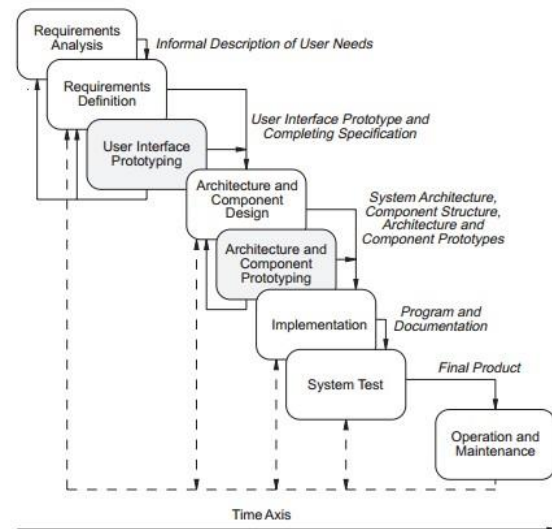 Requirements
Analysis
Informal Description of User Needs
Requirements
Definition
User Interface Prototype and
Completing Specification
User Interface
Prototyping
Architecture and
Component
Design
System Architecture,
Component Structure,
Architecture and
Component Prototypes
Architecture and
Component
Prototyping
Implementation
Program and
Documentation
System Test
Final Product
Operation and
Maintenance
Time Axis